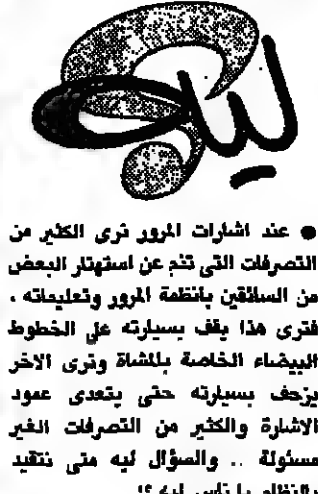 ليه
● عند اشارات المرور نرى الكثير من
التصرفات التى تنم عن استهتار البعض
من السائقين بانظمة المرور وتعليماته ،
فترى هذا يقف بسيارته على الخطوط
البيضاء الخاصة بالمشاة وترى الاخر
يزحف بسيارته حتى يتعدى عمود
الاشارة والكثير من التصرفات الغير
مسئولة .. والسؤال ليه متى نتقيد
بالنظام يا ناس ليه ؟!